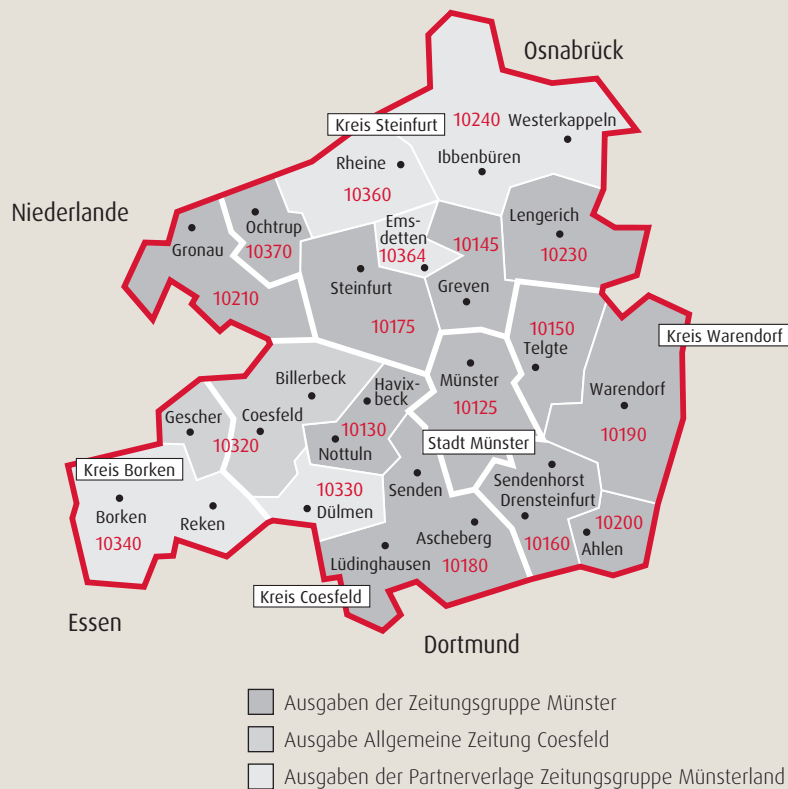 Osnabrück
10240
Westerkappeln
Kreis Steinfurt
Ibbenbüren
Rheine
10360
Niederlande
Ochtrup
10370
Gronau
10210
Ems-
detten
10364
10145
Greven
Lengerich
10230
Steinfurt
10175
10150
Telgte
Kreis Warendorf
Warendorf
10190
Münster
10125
Stadt Münster
Billerbeck
Havix-
beck
10130
Nottuln
Gescher
Coesfeld
10320
Kreis Borken
Borken
10340
Reken
10330
Dülmen
Senden
Ascheberg
Lüdinghausen
10180
Sendenhorst
Drensteinfurt
10160
10200
Ahlen
Kreis Coesfeld
Essen
Dortmund
Ausgaben der Zeitungsgruppe Münster
Ausgabe Allgemeine Zeitung Coesfeld
Ausgaben der Partnerverlage Zeitungsgruppe Münsterland